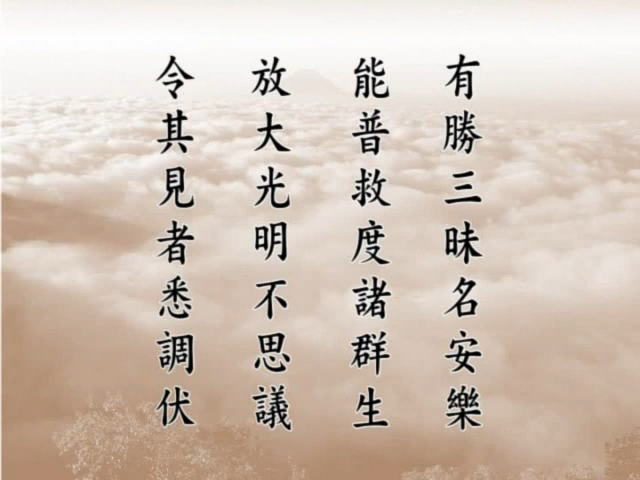 有勝三昧名安樂
能普救度諸群生
放大光明不思議
令其見者悉調伏